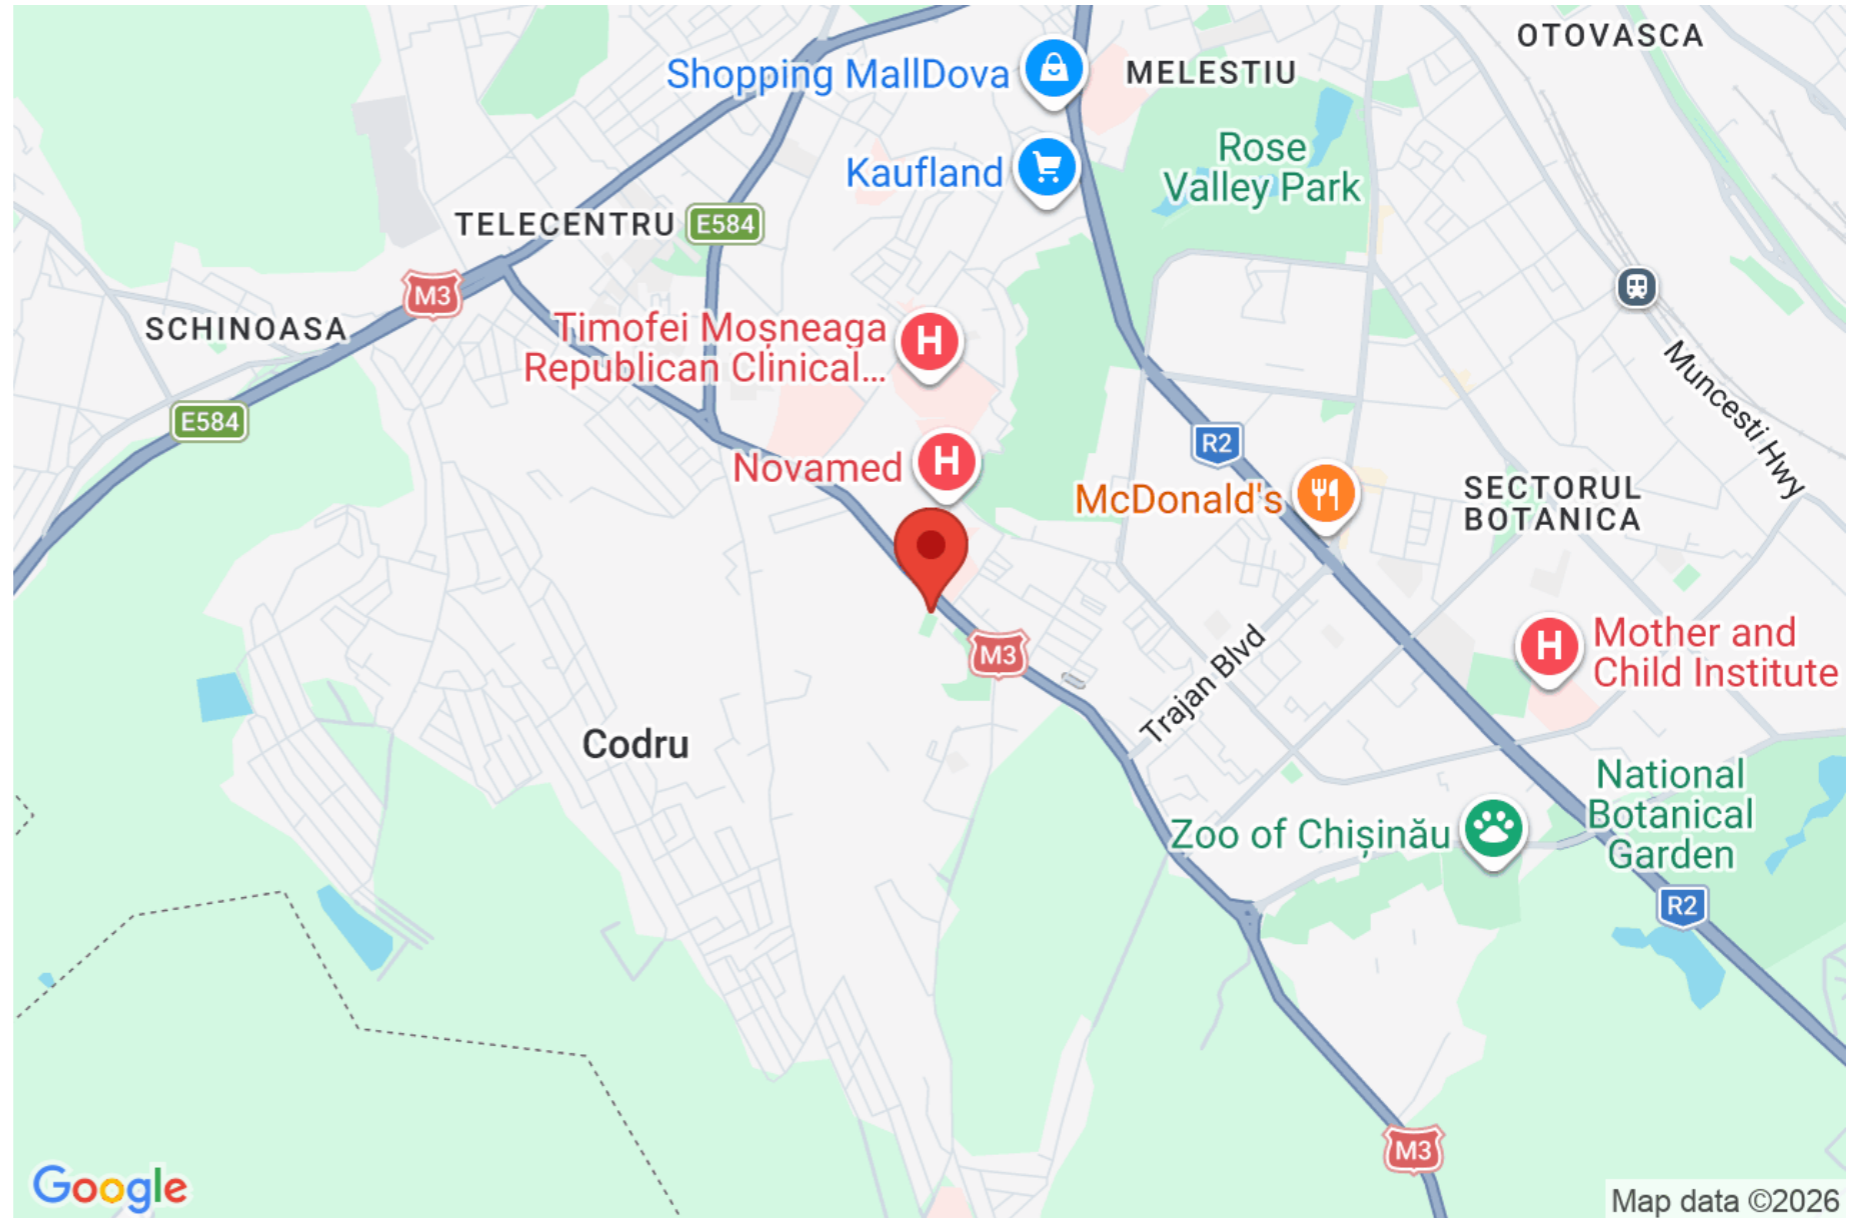 OTOVASCA
Shopping MallDova
MELESTIU
Kaufland
Rose
Valley Park
TELECENTRU
E584
M3
SCHINOASA
Timofei Moșneaga
Republican Clinical...
E584
Muncesti Hwy
R2
Novamed
McDonald's
SECTORUL
BOTANICA
M3
Trajan Blvd
Mother and
Child Institute
Codru
National
Botanical
Garden
Zoo of Chișinău
R2
M3
Google
Map data ©2026